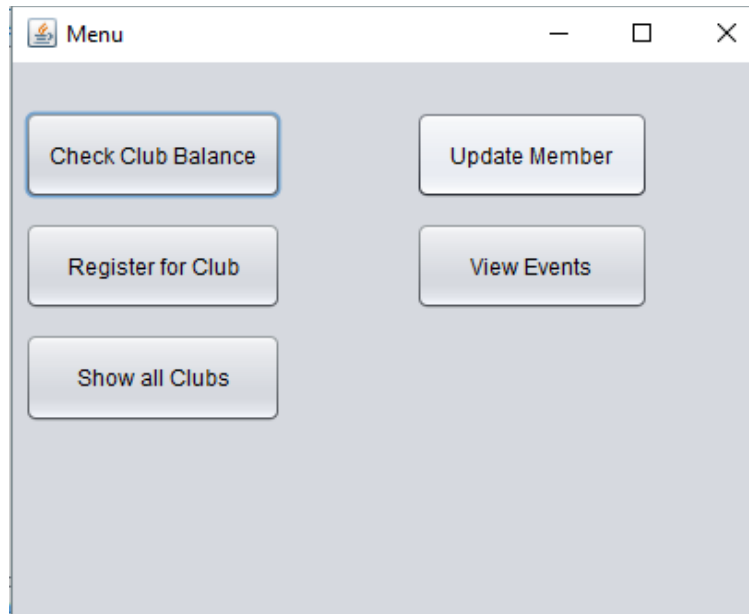 Menu
Check Club Balance
Update Member
Register for Club
View Events
Show all Clubs